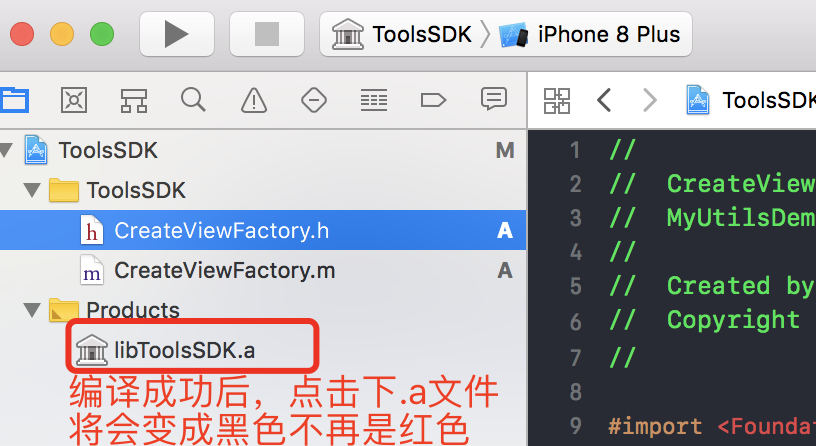 ToolsSDK
iPhone 8 Plus
ToolsSDK
M
ToolsSDK
CreateViewFactory.h
A
CreateViewFactory.m
A
Products
libToolsSDK.a
编译成功后，点击下.a文件
将会变成黑色不再是红色
ToolsSDK
1 //
2 // CreateView
3 // MyUtilsDem
4 //
5 // Created by
6 // Copyright
7 //
8
9 #import <Founda